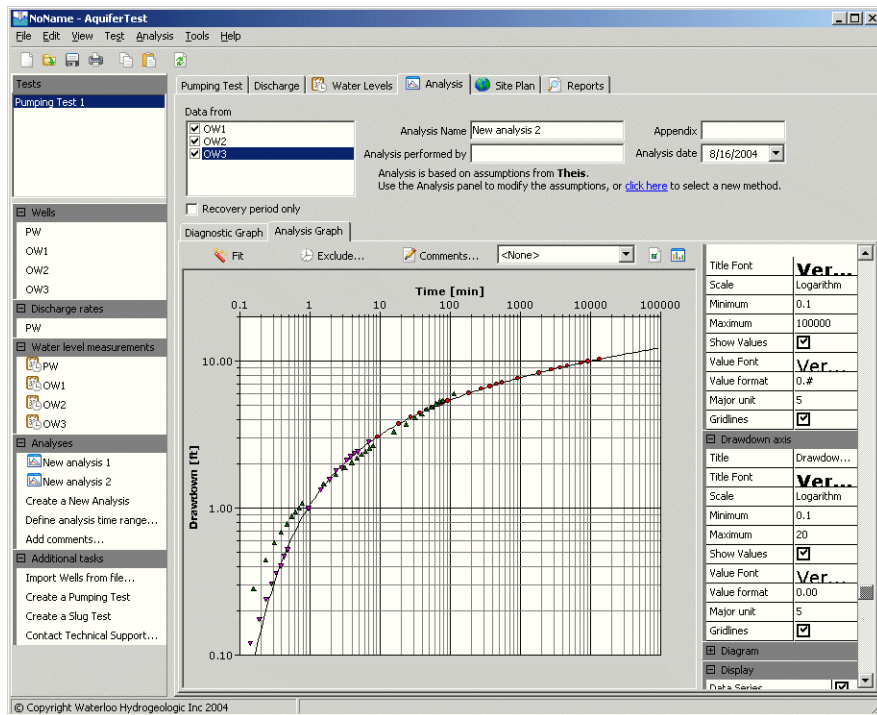 NoName - AquiferTest
File Edit View Test Analysis Tools Help
Tests
Pumping Test 1
Wells
PW
OW1
OW2
OW3
Discharge rates
PW
Water level measurements
PW
OW1
OW2
OW3
Analyses
New analysis 1
New analysis 2
Create a New Analysis
Define analysis time range...
Add comments...
Additional tasks
Import Wells from file...
Create a Pumping Test
Create a Slug Test
Contact Technical Support...
Pumping Test Discharge Water Levels Analysis Site Plan Reports
Data from
OW1
OW2
OW3
Analysis Name New analysis 2 Appendix
Analysis performed by Analysis date 8/16/2004
Analysis is based on assumptions from Theis.
Use the Analysis panel to modify the assumptions, or click here to select a new method.
Recovery period only
Diagnostic Graph Analysis Graph
Fit Exclude... Comments... <None>
Time [min]
0.1 1 10 100 1000 10000 100000
Drawdown [ft]
10.00
1.00
0.10
Title Font Ver...
Scale Logarithm
Minimum 0.1
Maximum 100000
Show Values
Value Font Ver...
Value format 0.#
Major unit 5
Gridlines
Drawdown axis
Title Drawdow...
Title Font Ver...
Scale Logarithm
Minimum 0.1
Maximum 20
Show Values
Value Font Ver...
Value format 0.00
Major unit 5
Gridlines
Diagram
Display
Data Series
© Copyright Waterloo Hydrogeologic Inc 2004